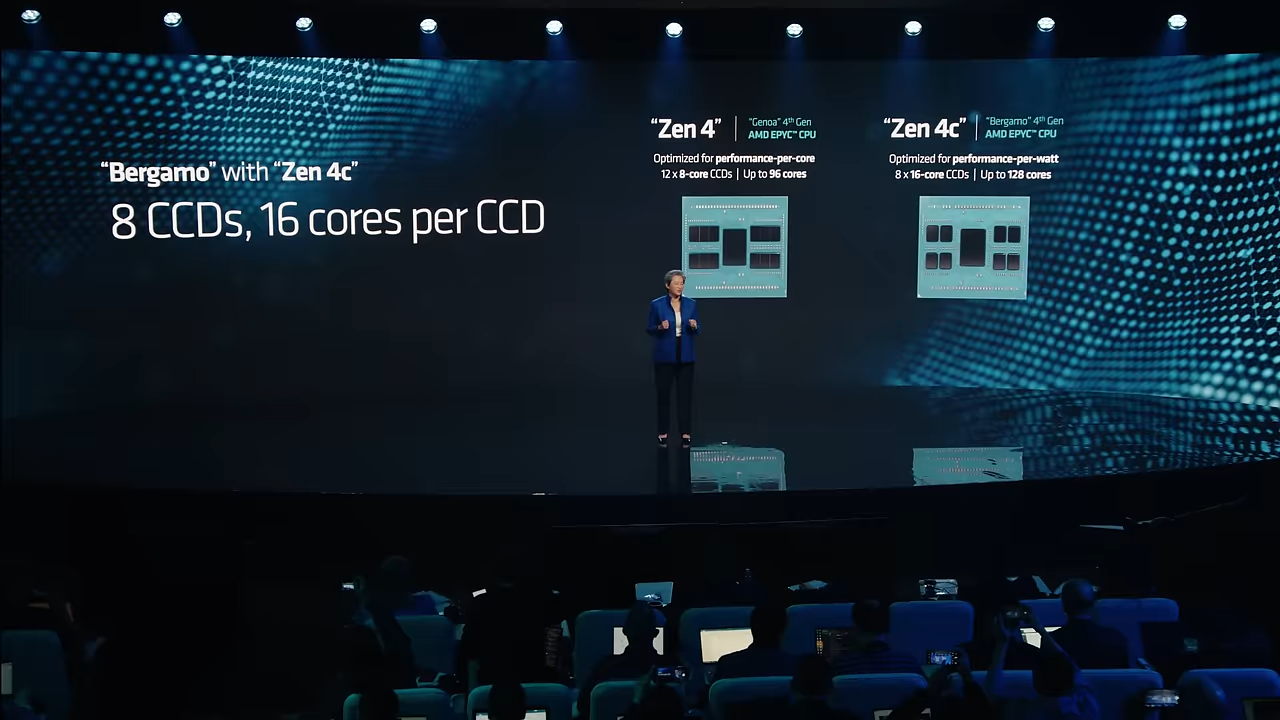 “Bergamo” with “Zen 4c”
8 CCDs, 16 cores per CCD
“Zen 4”
“Genoa” 4th Gen
AMD EPYC™ CPU
Optimized for performance-per-core
12 x 8-core CCDs | Up to 96 cores
“Zen 4c”
“Bergamo” 4th Gen
AMD EPYC™ CPU
Optimized for performance-per-watt
8 x 16-core CCDs | Up to 128 cores